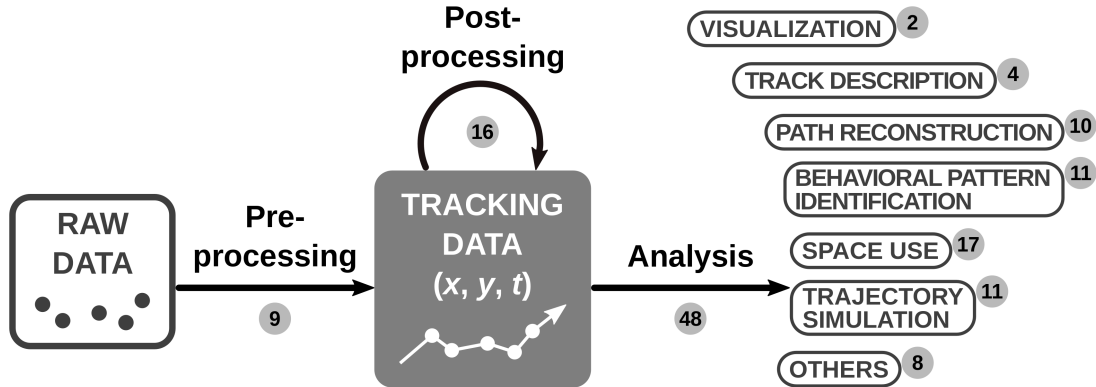 Post-
processing
16
RAW
DATA
Pre-
processing
9
TRACKING
DATA
(x, y, t)
Analysis
48
VISUALIZATION 2
TRACK DESCRIPTION 4
PATH RECONSTRUCTION 10
BEHAVIORAL PATTERN 11
IDENTIFICATION
SPACE USE 17
TRAJECTORY 11
SIMULATION
OTHERS 8